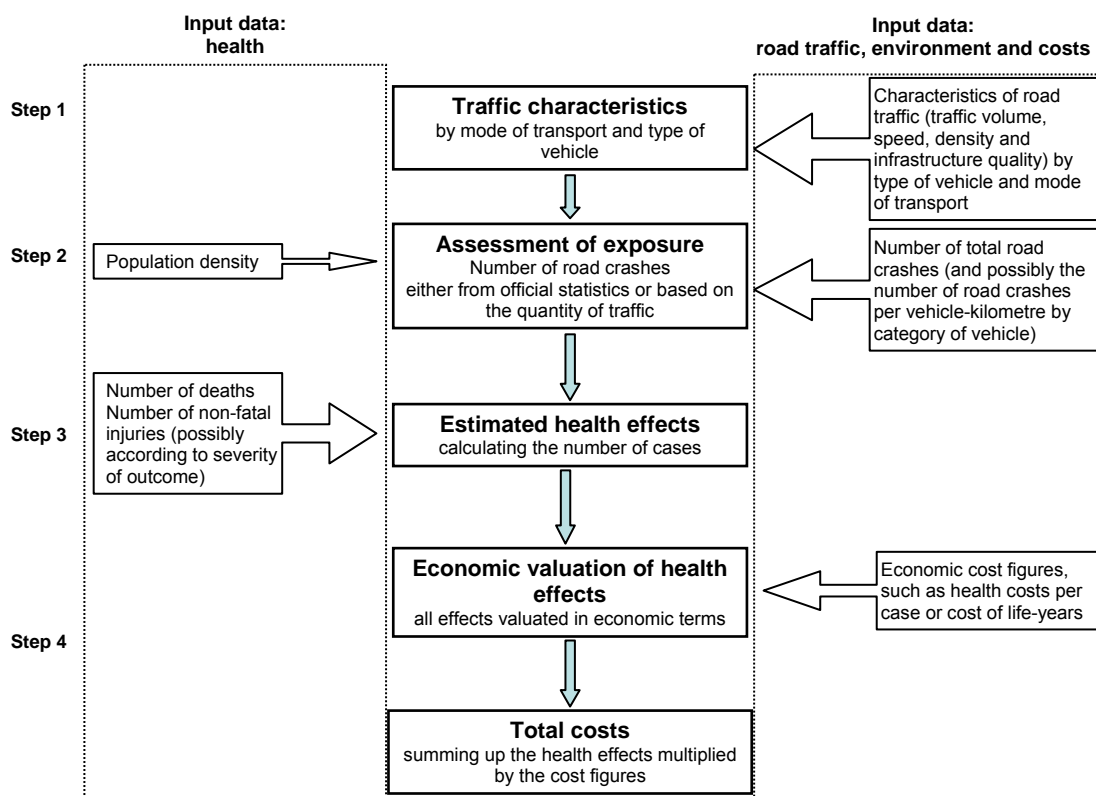 Input data:
health
Input data:
road traffic, environment and costs
Step 1
Traffic characteristics
by mode of transport and type of
vehicle
Characteristics of road
traffic (traffic volume,
speed, density and
infrastructure quality) by
type of vehicle and mode
of transport
Step 2
Population density
Assessment of exposure
Number of road crashes
either from official statistics or based on
the quantity of traffic
Number of total road
crashes (and possibly the
number of road crashes
per vehicle-kilometre by
category of vehicle)
Step 3
Number of deaths
Number of non-fatal
injuries (possibly
according to severity
of outcome)
Estimated health effects
calculating the number of cases
Step 4
Economic valuation of health
effects
all effects valuated in economic terms
Economic cost figures,
such as health costs per
case or cost of life-years
Total costs
summing up the health effects multiplied
by the cost figures